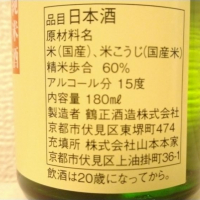 品目 日本酒
原材料名
米(国産)、米こうじ(国産米)
精米歩合 60%
アルコール分 15度
内容量 180mℓ
製造者 鶴正酒造株式会社
京都市伏見区東堺町474
充填所 株式会社山本本家
京都市伏見区上油掛町36-1
飲酒は20歳になってから。